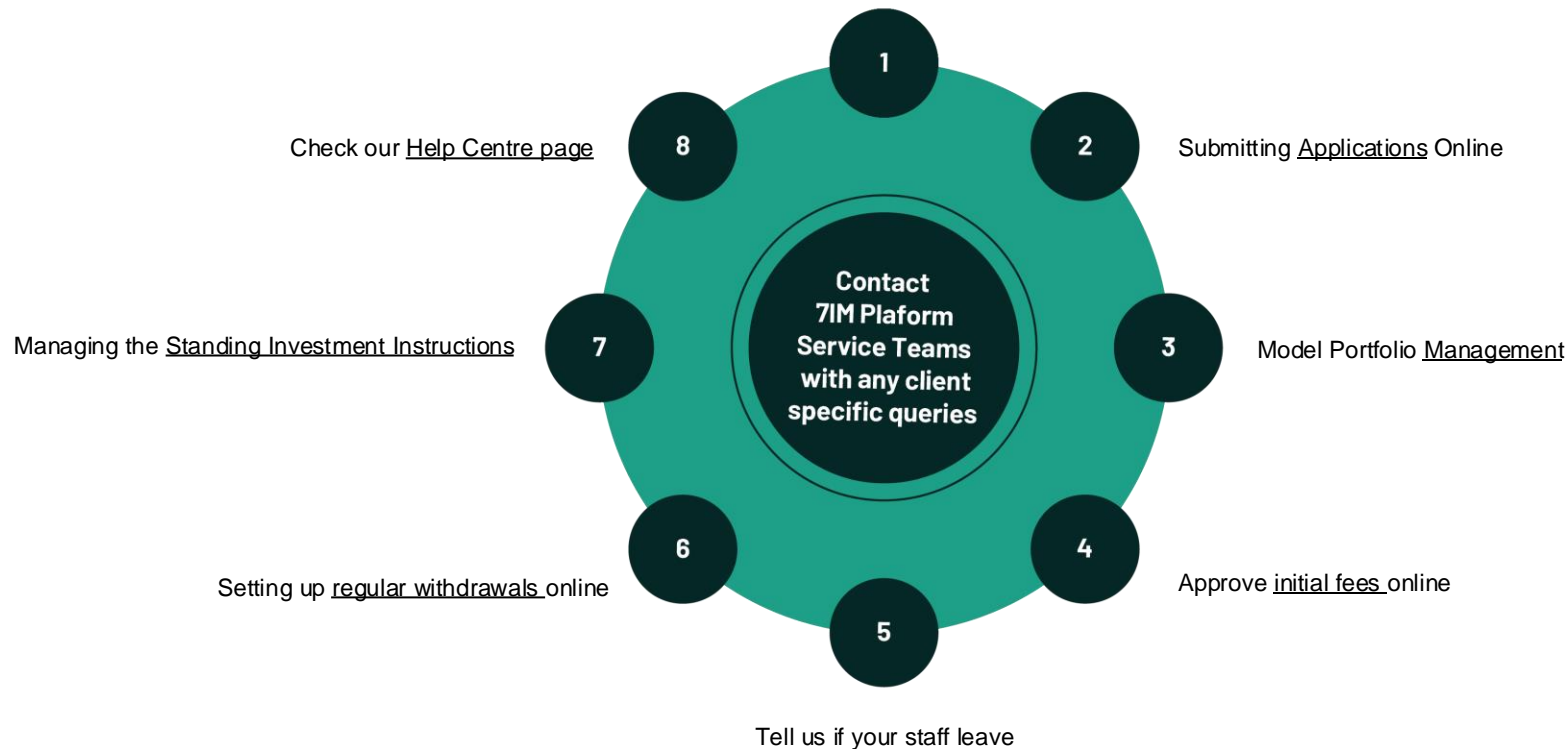 1
2
Submitting Applications Online
3
Model Portfolio Management
4
Approve initial fees online
5
Tell us if your staff leave
6
Setting up regular withdrawals online
7
Managing the Standing Investment Instructions
8
Check our Help Centre page
Contact
7IM Plaform
Service Teams
with any client
specific queries